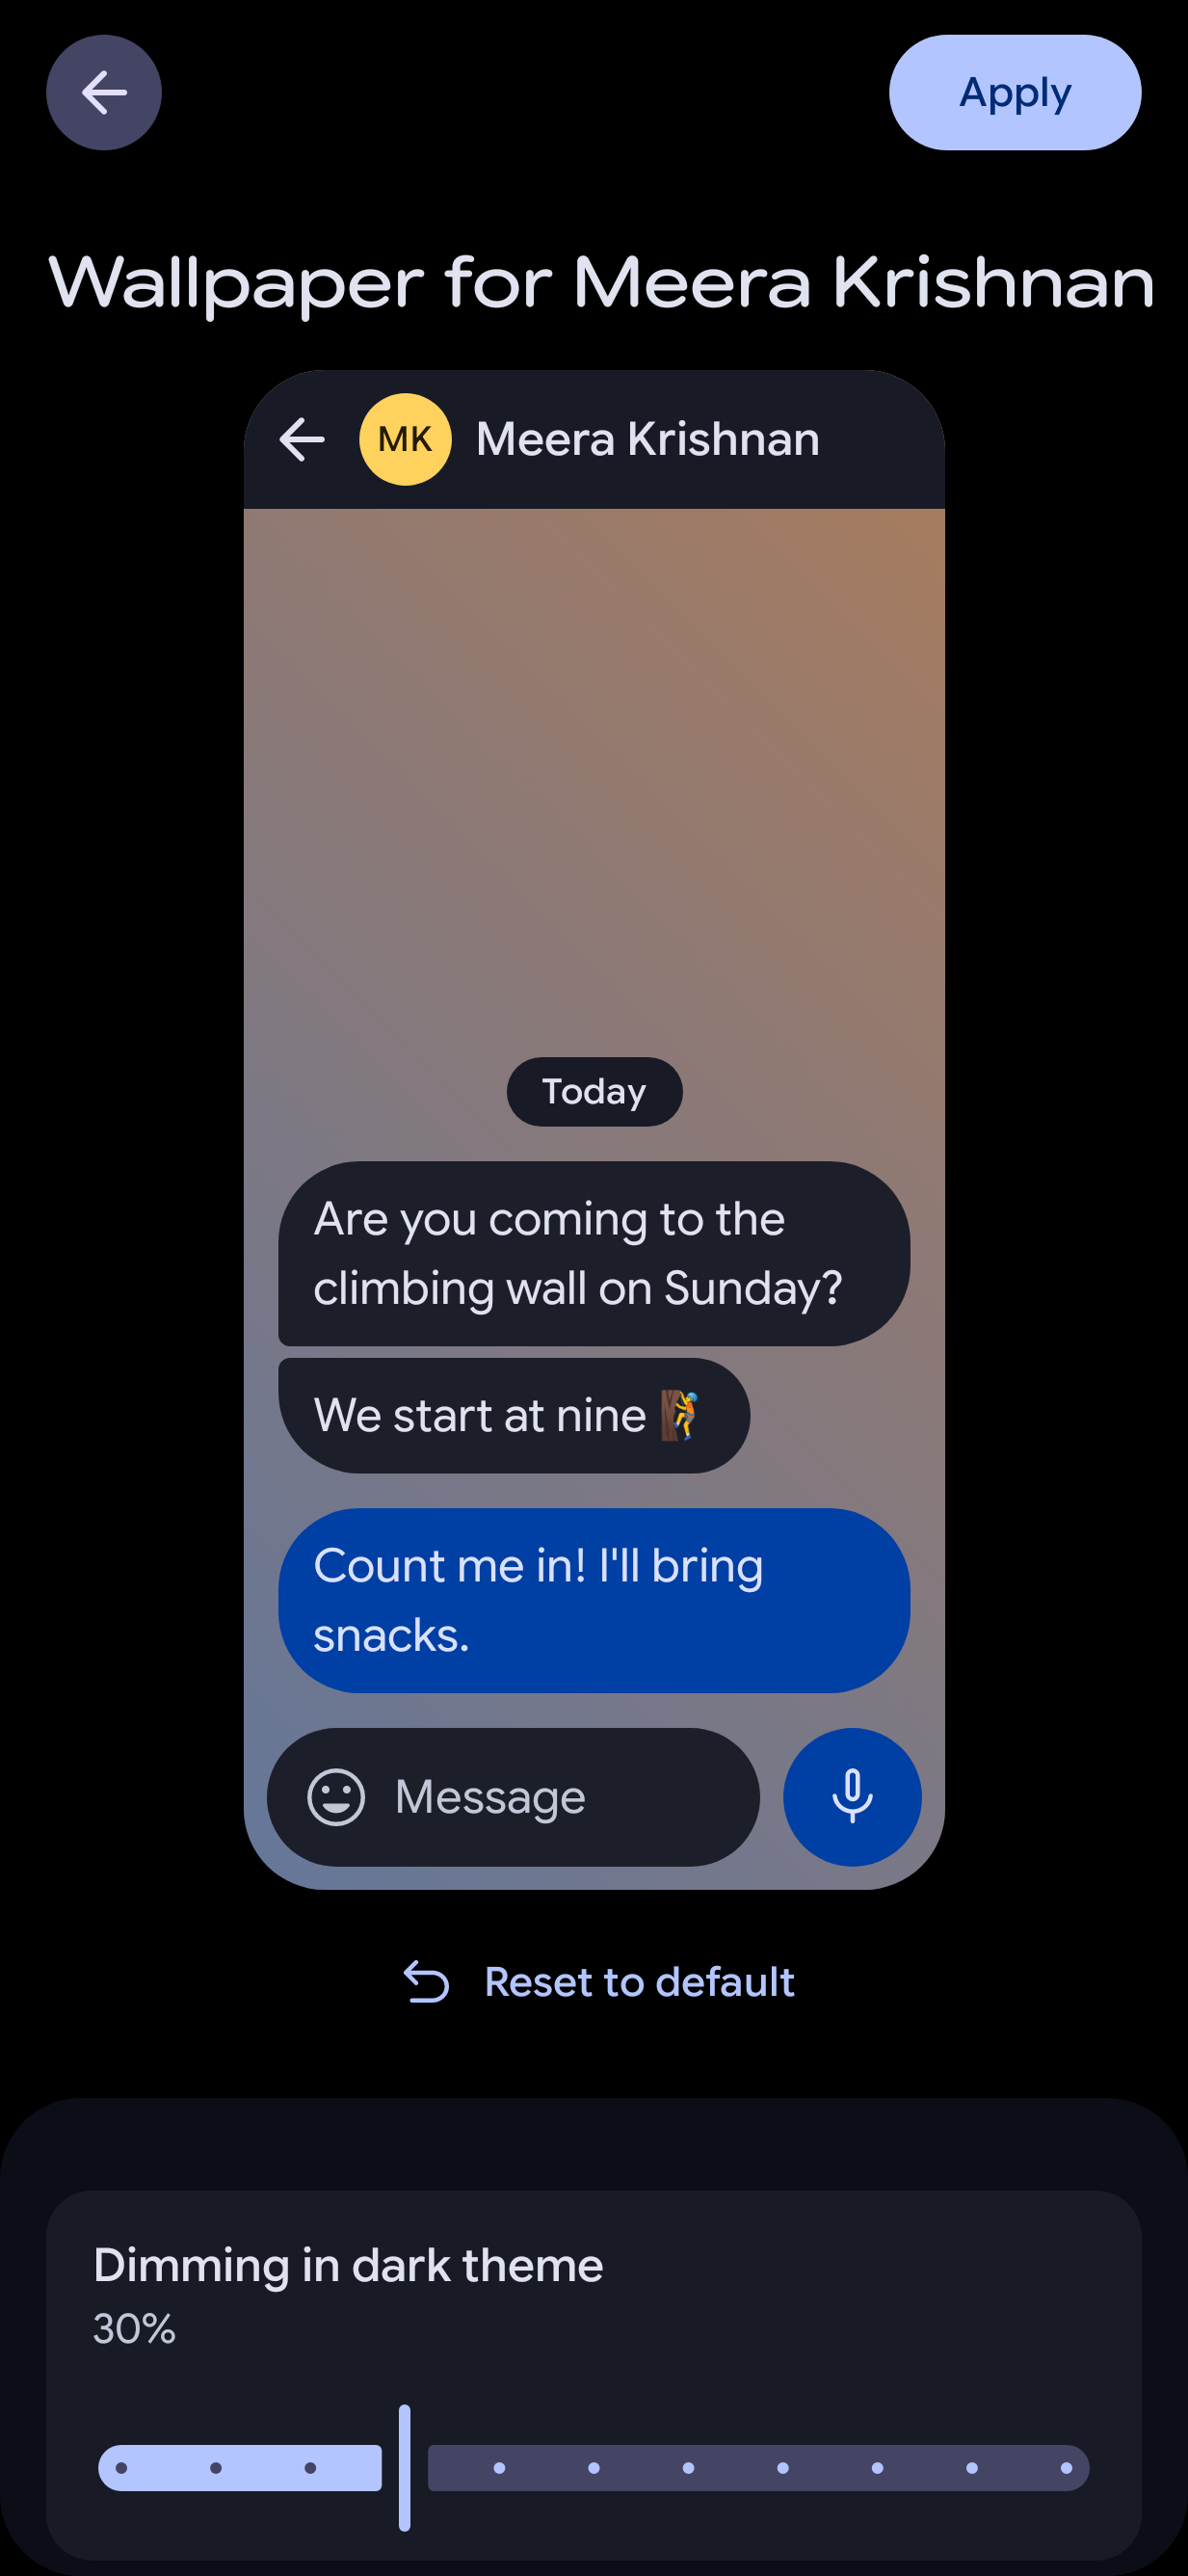 Apply
Wallpaper for Meera Krishnan
MK
Meera Krishnan
Today
Are you coming to the
climbing wall on Sunday?
We start at nine 🧗
Count me in! I'll bring
snacks.
Message
Reset to default
Dimming in dark theme
30%